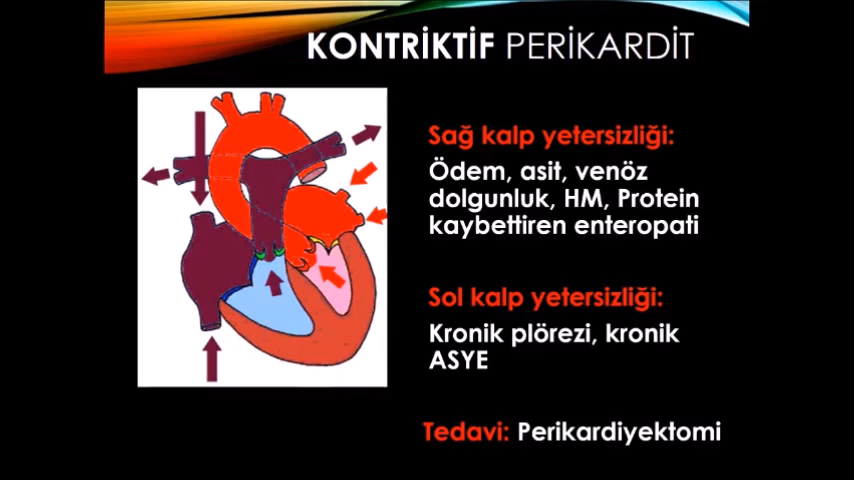 KONTRİKTİF PERİKARDİT
Sağ kalp yetersizliği:
Ödem, asit, venöz
dolgunluk, HM, Protein
kaybettiren enteropati
Sol kalp yetersizliği:
Kronik plörezi, kronik
ASYE
Tedavi: Perikardiyektomi